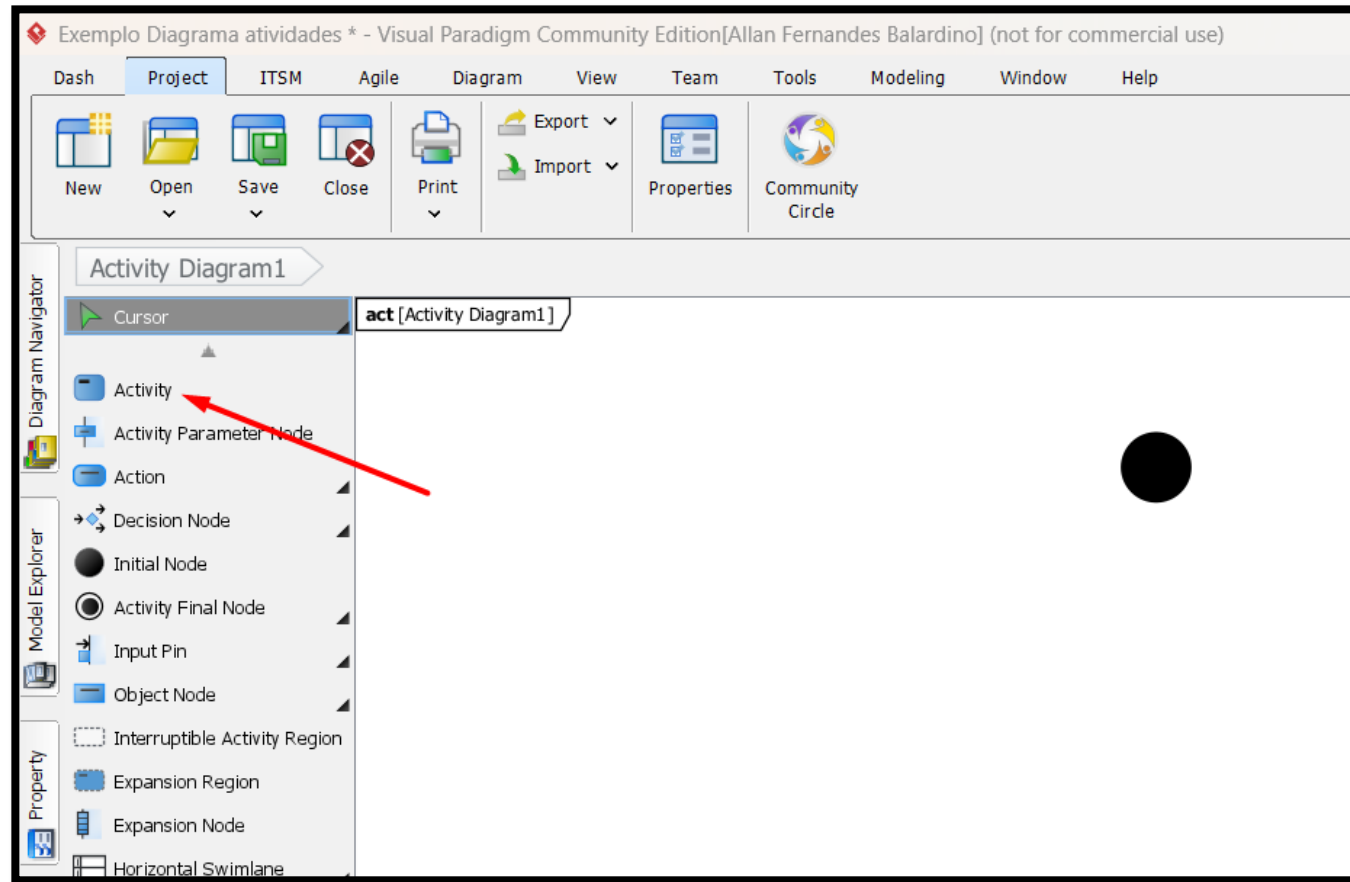 Exemplo Diagrama atividades * - Visual Paradigm Community Edition[Allan Fernandes Balardino] (not for commercial use)
Dash Project ITSM Agile Diagram View Team Tools Modeling Window Help
New Open Save Close Print Export Import Properties Community Circle
Activity Diagram1
Diagram Navigator
Model Explorer
Property
Cursor
Activity
Activity Parameter Node
Action
Decision Node
Initial Node
Activity Final Node
Input Pin
Object Node
Interruptible Activity Region
Expansion Region
Expansion Node
Horizontal Swimlane
act [Activity Diagram1]